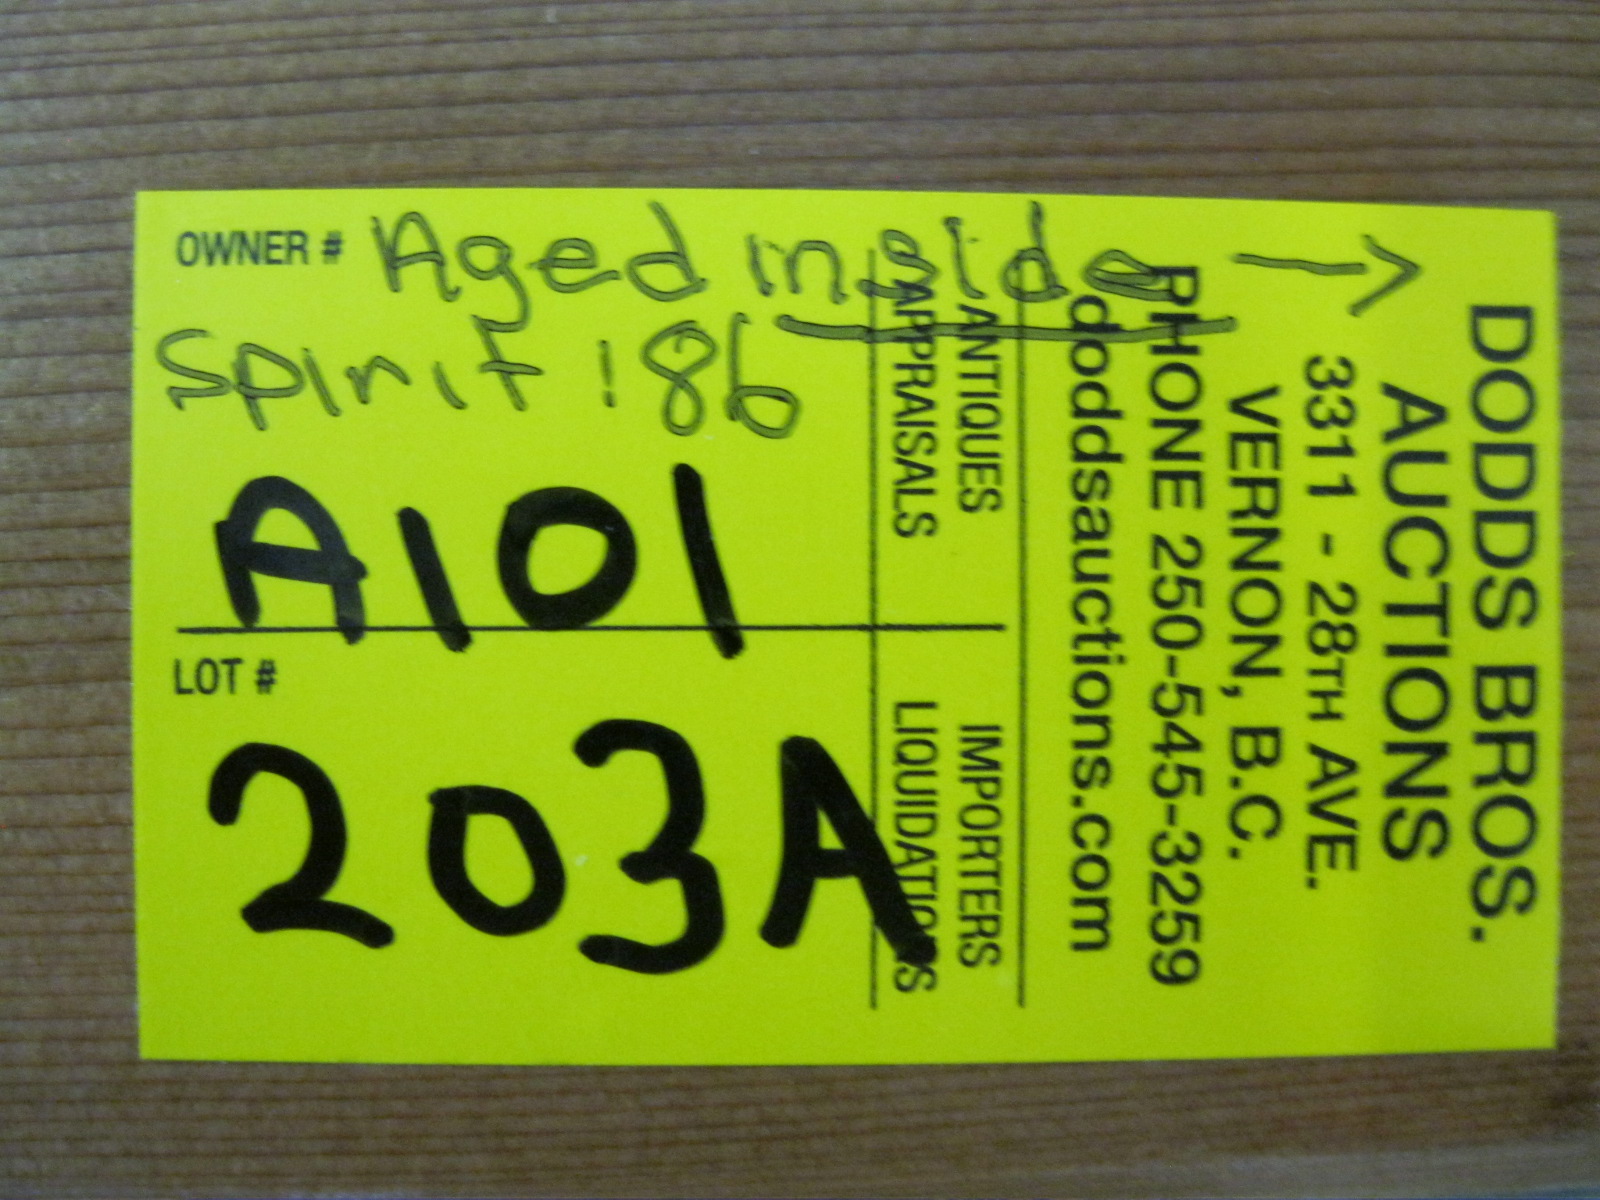 OWNER # Aged inside →
Spirit '86
A101
LOT #
203A
DODDS BROS.
AUCTIONS
3311 - 28TH AVE.
VERNON, B.C.
PHONE 250-545-3259
doddsauctions.com
ANTIQUES IMPORTERS
APPRAISALS LIQUIDATIONS